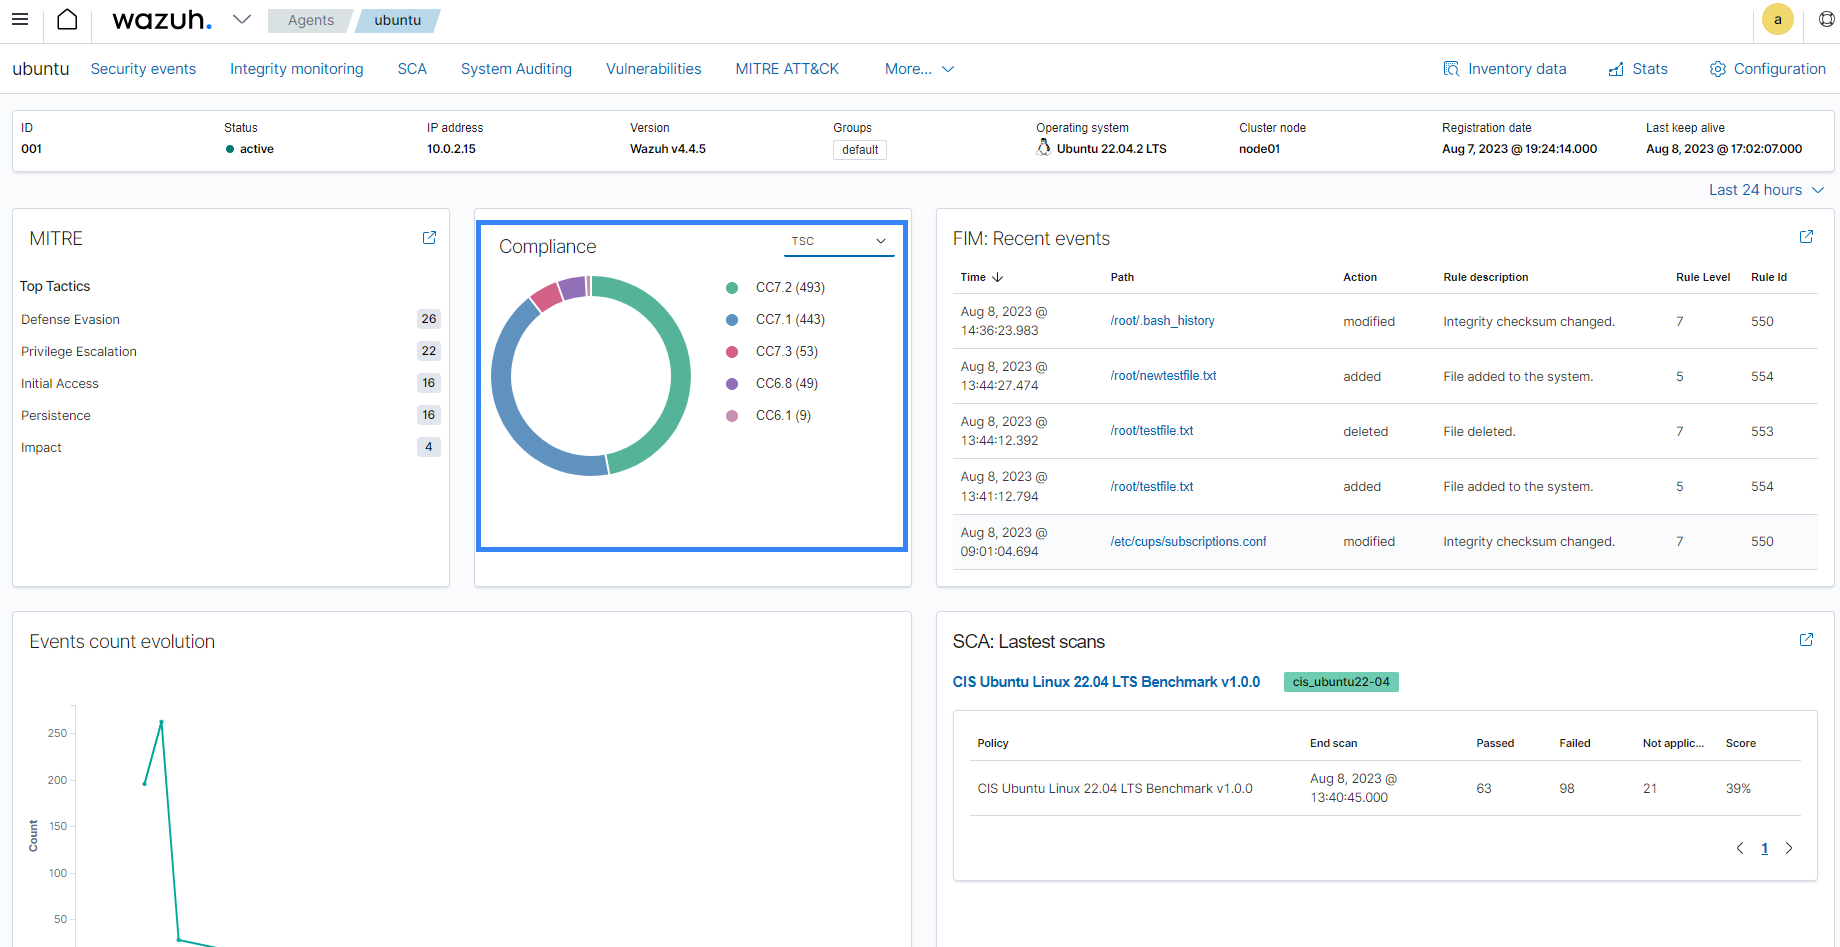 wazuh.
Agents
ubuntu
a
ubuntu
Security events
Integrity monitoring
SCA
System Auditing
Vulnerabilities
MITRE ATT&CK
More...
Inventory data
Stats
Configuration
ID
001
Status
active
IP address
10.0.2.15
Version
Wazuh v4.4.5
Groups
default
Operating system
Ubuntu 22.04.2 LTS
Cluster node
node01
Registration date
Aug 7, 2023 @ 19:24:14.000
Last keep alive
Aug 8, 2023 @ 17:02:07.000
Last 24 hours
MITRE
Top Tactics
Defense Evasion 26
Privilege Escalation 22
Initial Access 16
Persistence 16
Impact 4
Compliance
TSC
CC7.2 (493)
CC7.1 (443)
CC7.3 (53)
CC6.8 (49)
CC6.1 (9)
FIM: Recent events
Time Path Action Rule description Rule Level Rule Id
Aug 8, 2023 @
14:36:23.983
/root/.bash_history modified Integrity checksum changed. 7 550
Aug 8, 2023 @
13:44:27.474
/root/newtestfile.txt added File added to the system. 5 554
Aug 8, 2023 @
13:44:12.392
/root/testfile.txt deleted File deleted. 7 553
Aug 8, 2023 @
13:41:12.794
/root/testfile.txt added File added to the system. 5 554
Aug 8, 2023 @
09:01:04.694
/etc/cups/subscriptions.conf modified Integrity checksum changed. 7 550
Events count evolution
250
200
150
100
50
Count
SCA: Lastest scans
CIS Ubuntu Linux 22.04 LTS Benchmark v1.0.0
cis_ubuntu22-04
Policy End scan Passed Failed Not applic... Score
CIS Ubuntu Linux 22.04 LTS Benchmark v1.0.0
Aug 8, 2023 @
13:40:45.000
63 98 21 39%
1